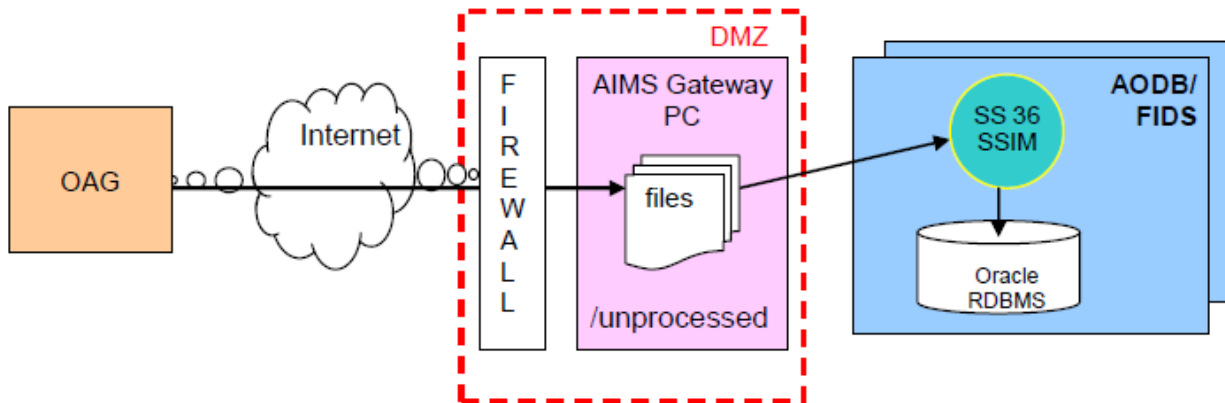 DMZ
OAG
Internet
F
I
R
E
W
A
L
L
AIMS Gateway
PC
files
/unprocessed
AODB/
FIDS
SS 36
SSIM
Oracle
RDBMS